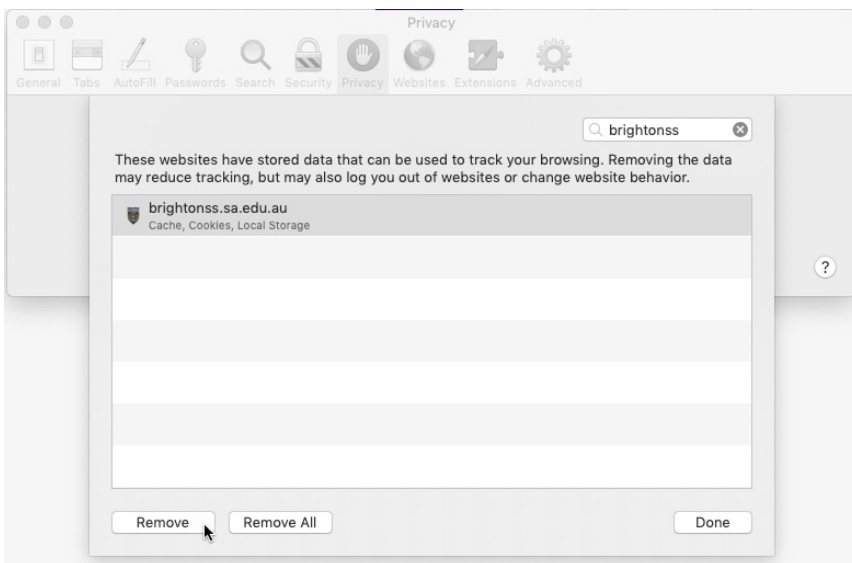 Privacy
General Tabs AutoFill Passwords Search Security Privacy Websites Extensions Advanced
brightonss
These websites have stored data that can be used to track your browsing. Removing the data
may reduce tracking, but may also log you out of websites or change website behavior.
brightonss.sa.edu.au
Cache, Cookies, Local Storage
?
Remove Remove All Done